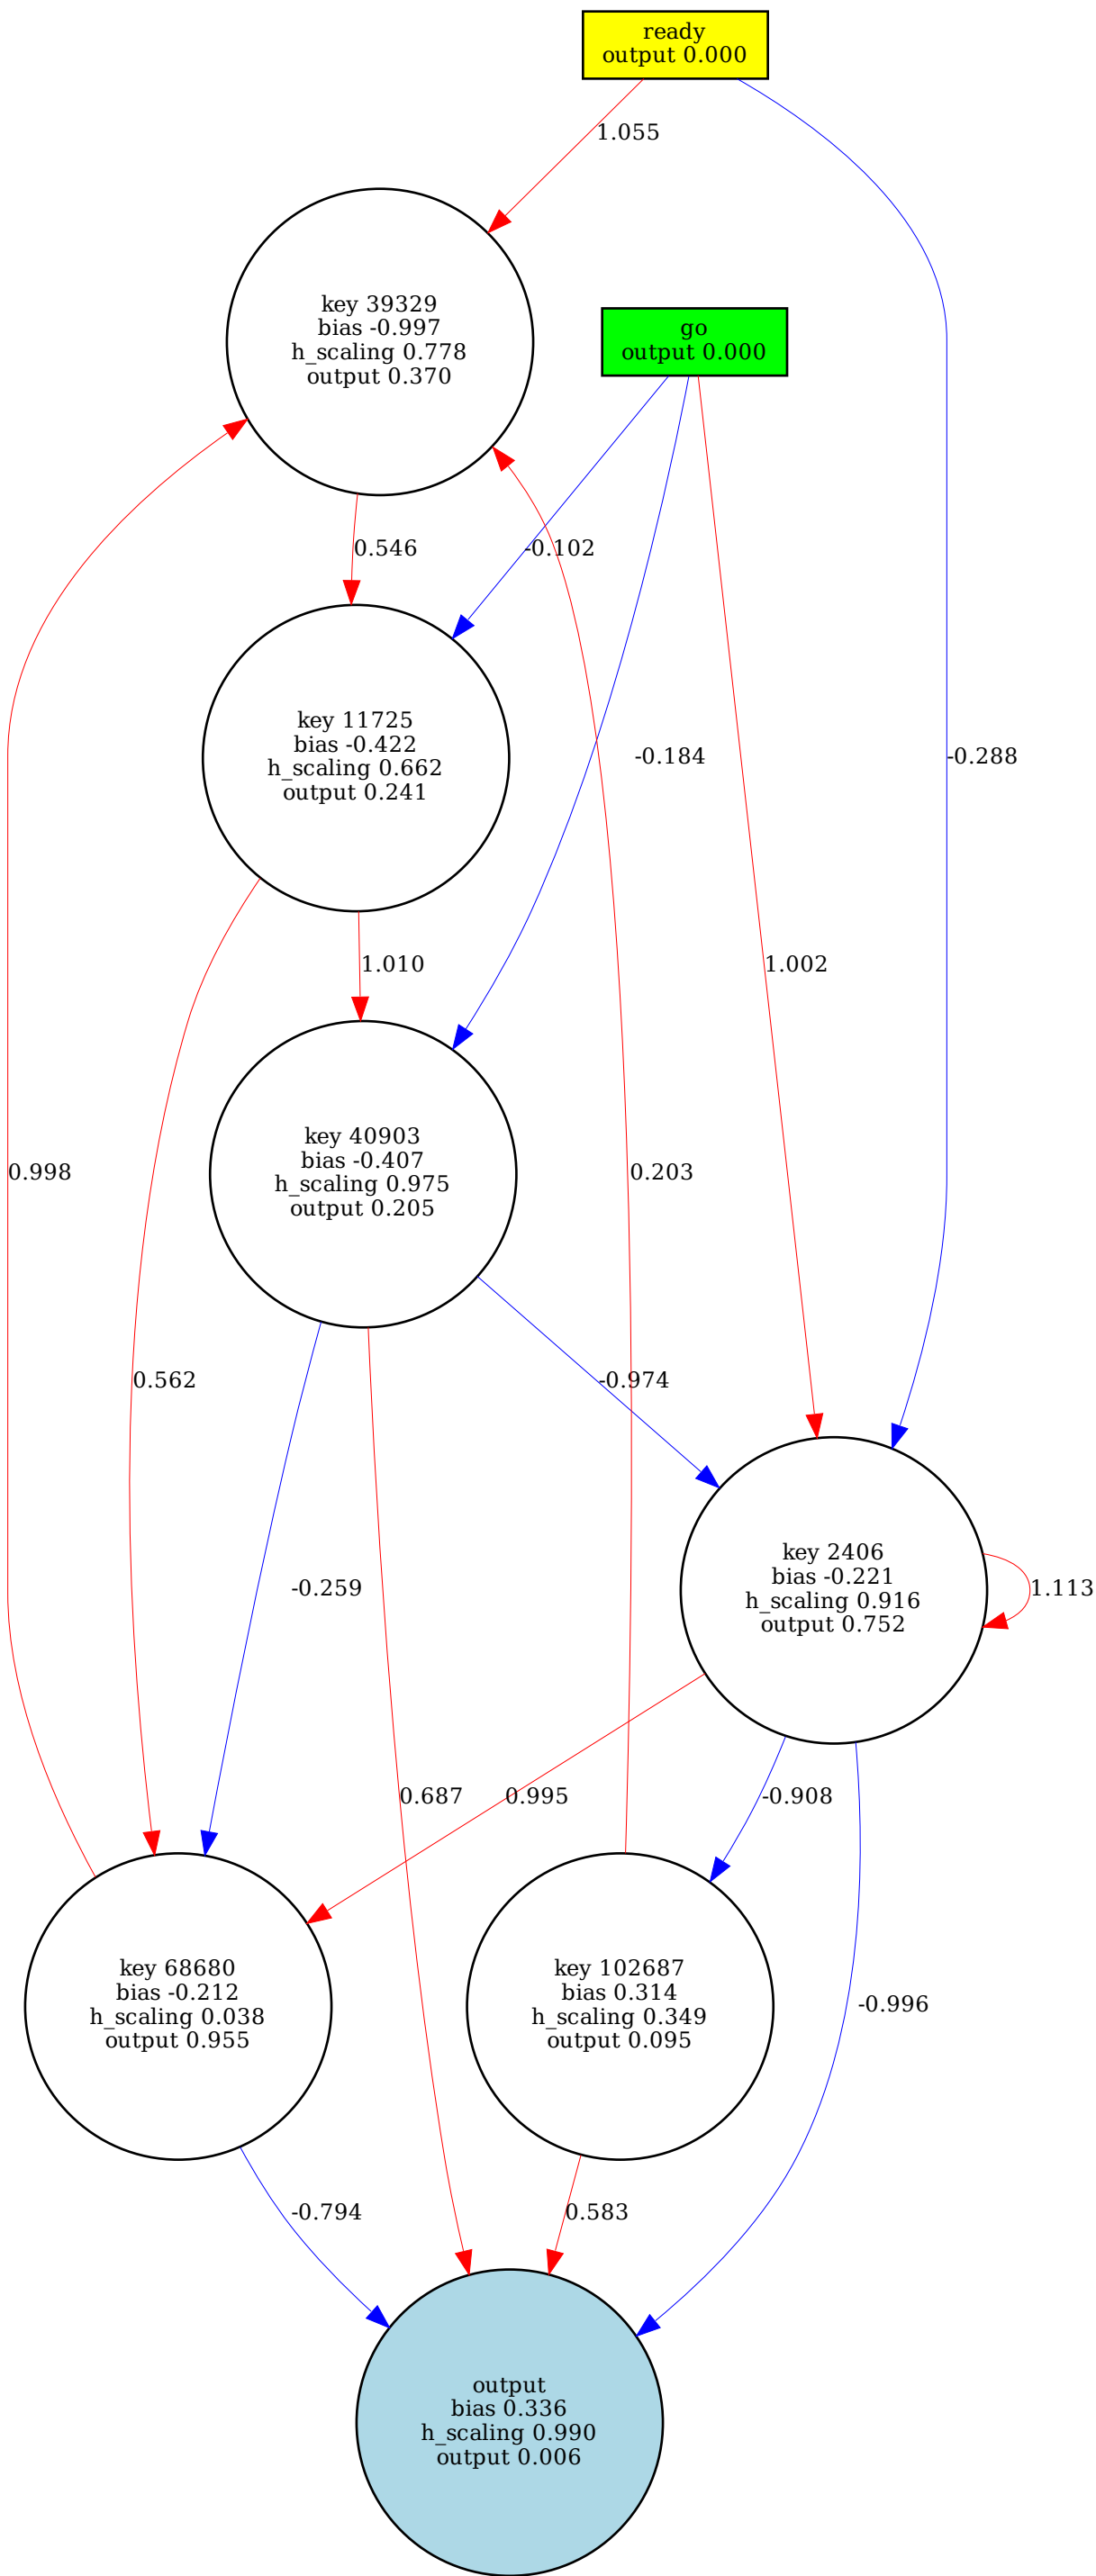 ready
output 0.000
1.055
key 39329
bias -0.997
h_scaling 0.778
output 0.370
go
output 0.000
0.546
-0.102
key 11725
bias -0.422
h_scaling 0.662
output 0.241
-0.184
-0.288
1.010
1.002
key 40903
bias -0.407
h_scaling 0.975
output 0.205
0.998
0.203
0.562
-0.974
key 2406
bias -0.221
h_scaling 0.916
output 0.752
-0.259
1.113
0.687
0.995
-0.908
key 68680
bias -0.212
h_scaling 0.038
output 0.955
key 102687
bias 0.314
h_scaling 0.349
output 0.095
-0.996
-0.794
0.583
output
bias 0.336
h_scaling 0.990
output 0.006